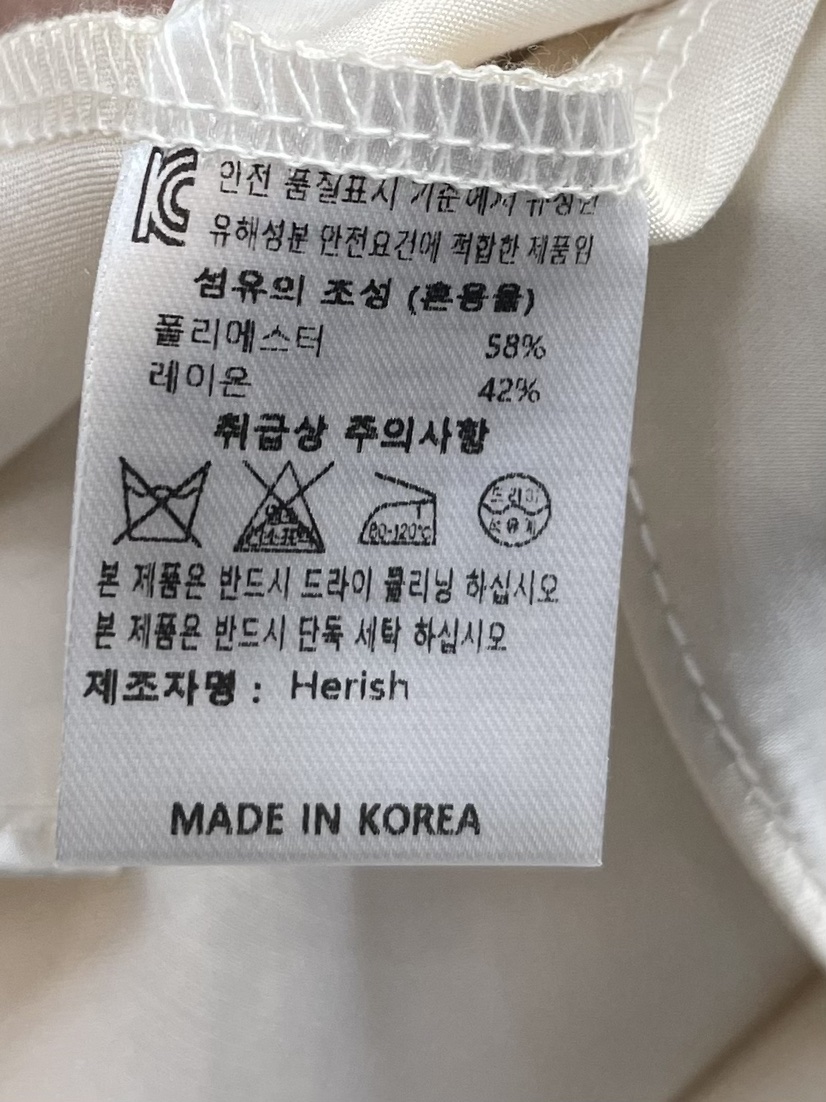 KC
안전 품질표시 기준에서
유해성분 안전요건에 적합한 제품임
섬유의 조성 (혼용율)
폴리에스터 58%
레이온 42%
취급상 주의사항
80-120℃
드라이
석유계
본 제품은 반드시 드라이 클리닝 하십시오
본 제품은 반드시 단독 세탁 하십시오
제조자명 : Herish
MADE IN KOREA